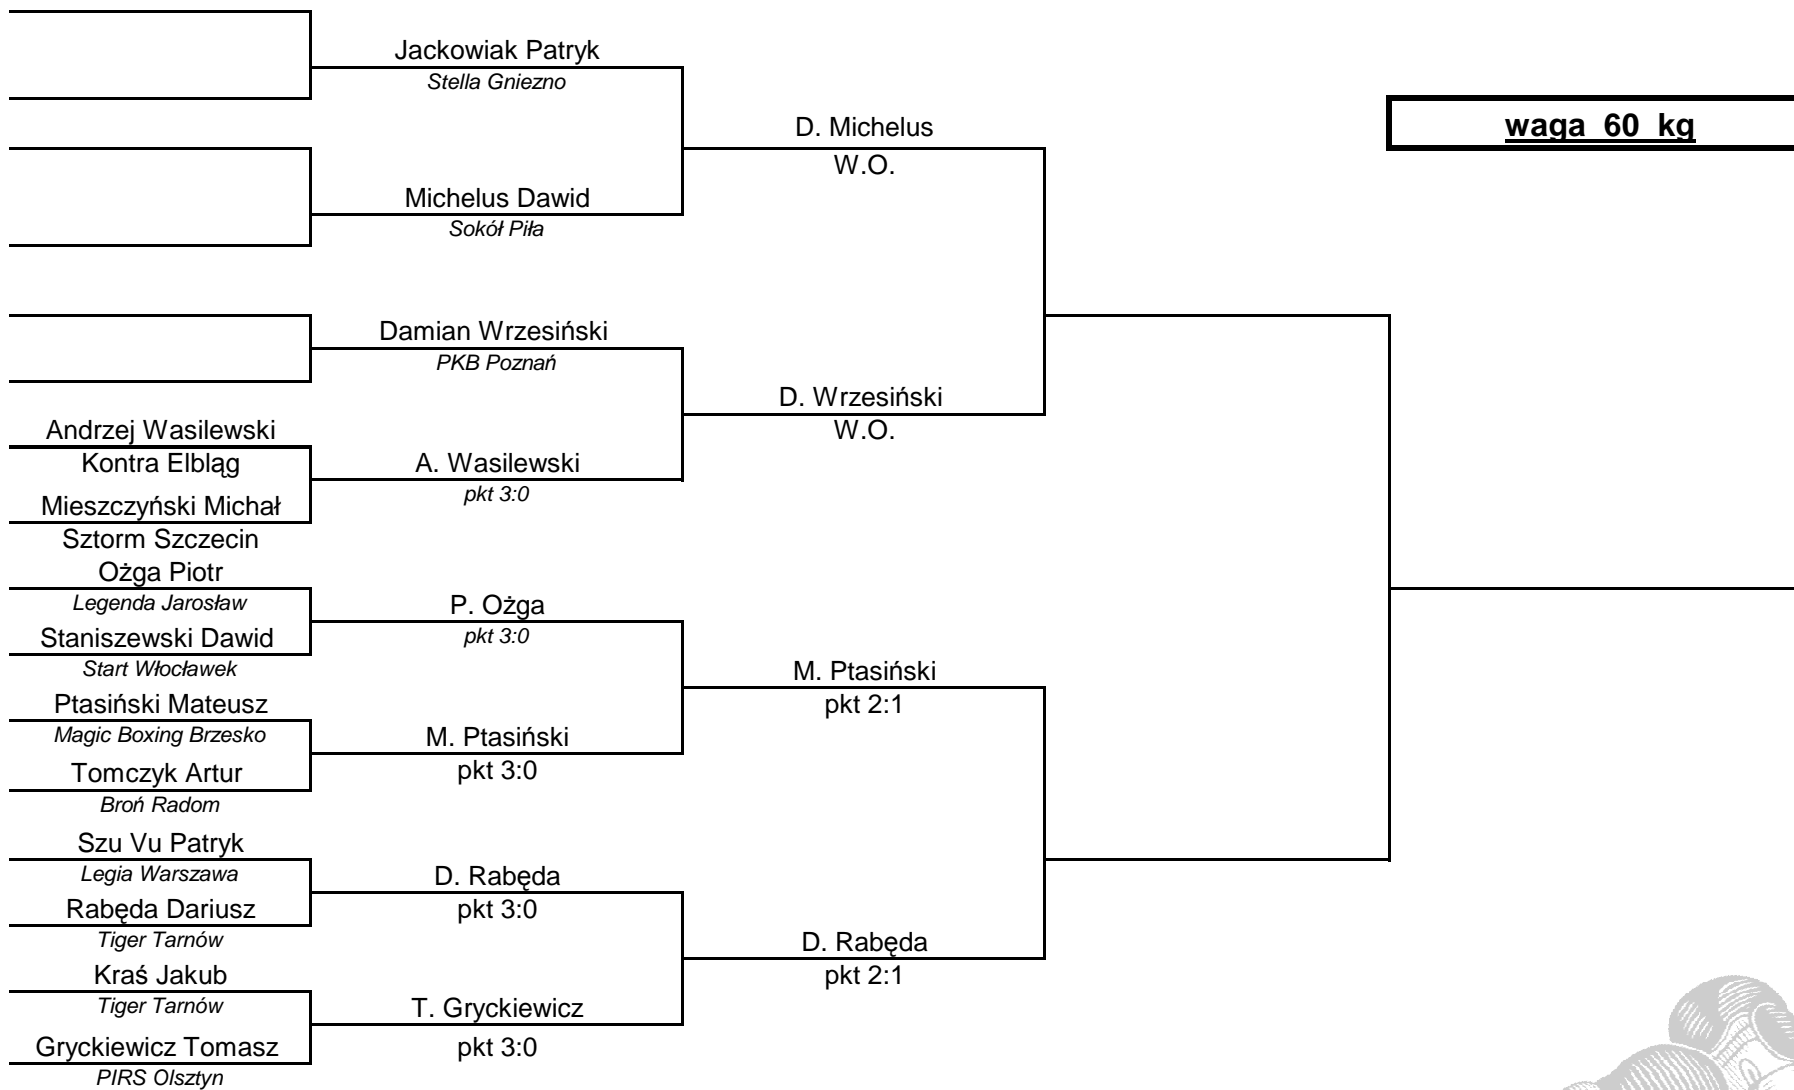 Jackowiak Patryk
Stella Gniezno
D. Michelus
W.O.
waga 60 kg
Michelus Dawid
Sokół Piła
Damian Wrzesiński
PKB Poznań
D. Wrzesiński
W.O.
Andrzej Wasilewski
Kontra Elbląg
A. Wasilewski
pkt 3:0
Mieszczyński Michał
Sztorm Szczecin
Ożga Piotr
Legenda Jarosław
P. Ożga
pkt 3:0
Staniszewski Dawid
Start Włocławek
M. Ptasiński
pkt 2:1
Ptasiński Mateusz
Magic Boxing Brzesko
M. Ptasiński
pkt 3:0
Tomczyk Artur
Broń Radom
Szu Vu Patryk
Legia Warszawa
D. Rabęda
pkt 3:0
Rabęda Dariusz
Tiger Tarnów
D. Rabęda
pkt 2:1
Kraś Jakub
Tiger Tarnów
T. Gryckiewicz
pkt 3:0
Gryckiewicz Tomasz
PIRS Olsztyn